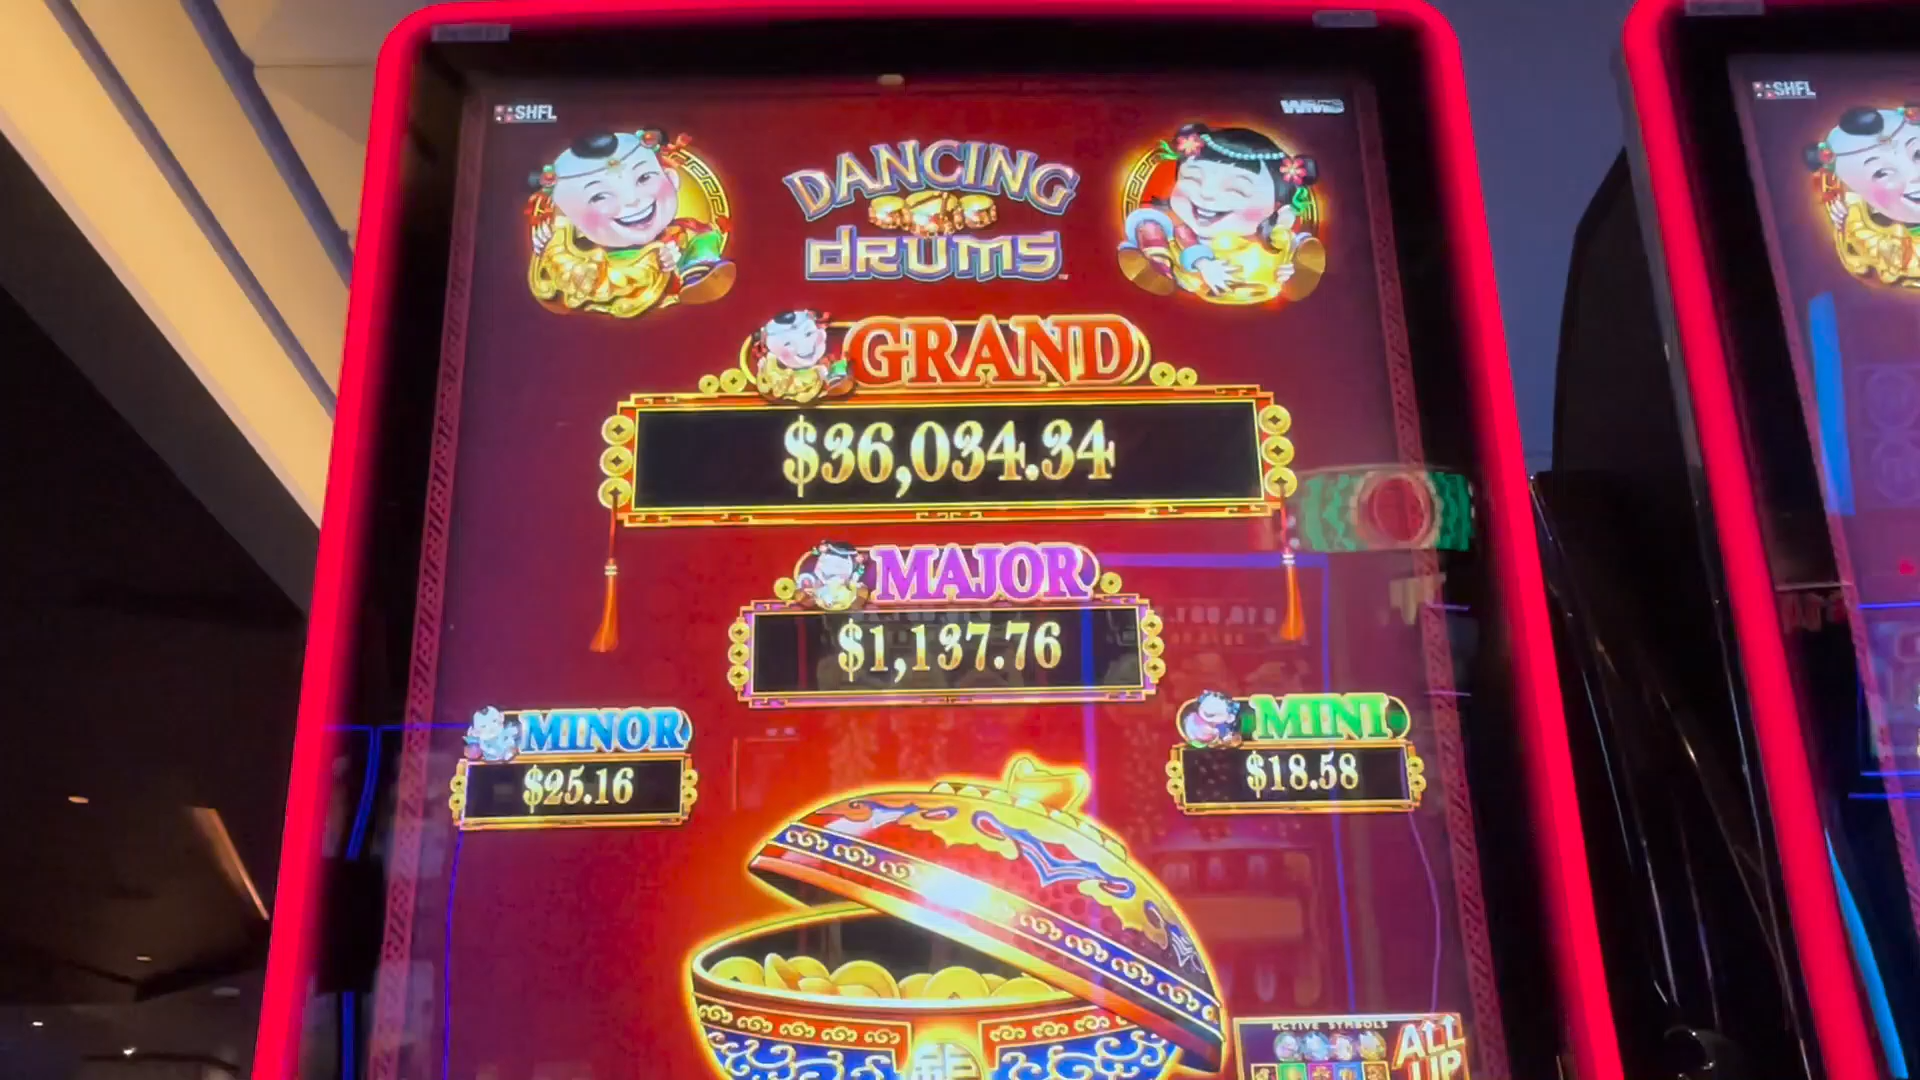 SHFL
WMS
SHFL
DANCING
DRUMS
GRAND
$36,034.34
MAJOR
$1,137.76
MINOR
$25.16
MINI
$18.58
ACTIVE SYMBOLS
ALL
UP